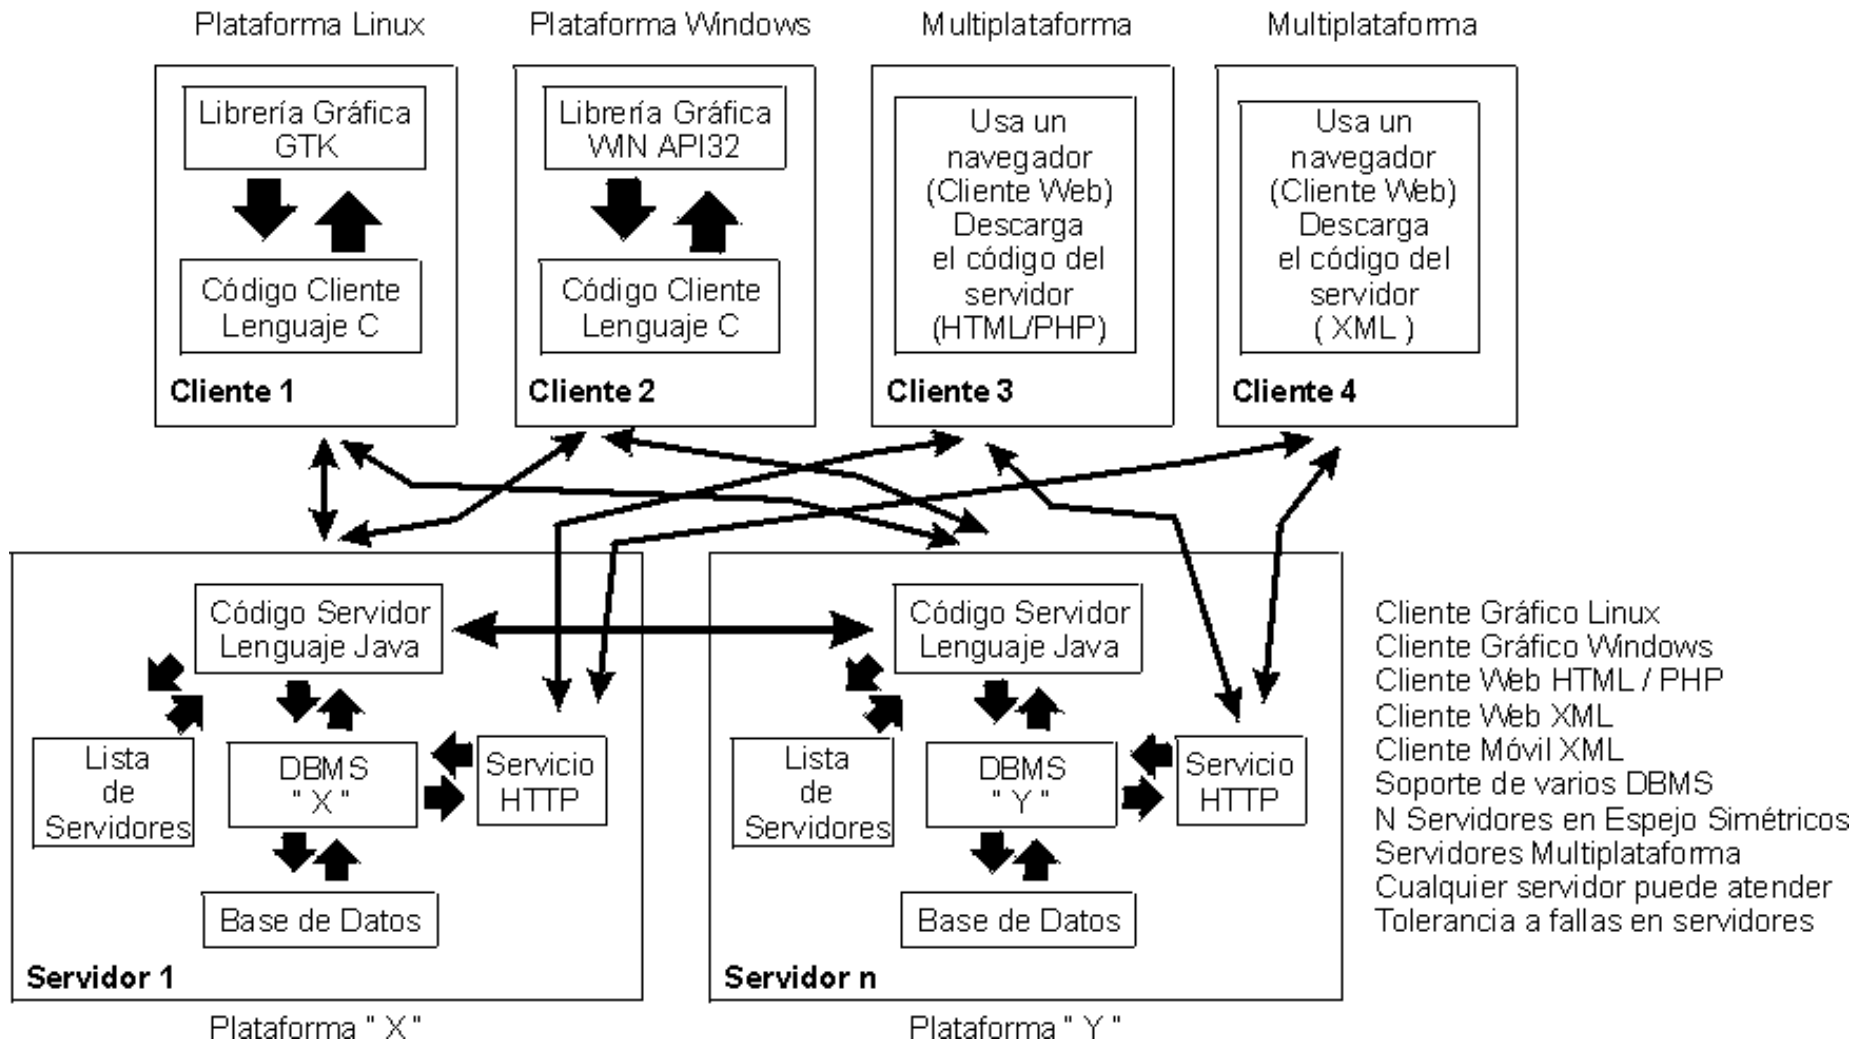 Plataforma Linux
Plataforma Windows
Multiplataforma
Multiplataforma
Librería Gráfica
GTK
Código Cliente
Lenguaje C
Cliente 1
Librería Gráfica
WIN API32
Código Cliente
Lenguaje C
Cliente 2
Usa un
navegador
(Cliente Web)
Descarga
el código del
servidor
(HTML/PHP)
Cliente 3
Usa un
navegador
(Cliente Web)
Descarga
el código del
servidor
( XML )
Cliente 4
Código Servidor
Lenguaje Java
Lista
de
Servidores
DBMS
" X "
Servicio
HTTP
Base de Datos
Servidor 1
Plataforma " X "
Código Servidor
Lenguaje Java
Lista
de
Servidores
DBMS
" Y "
Servicio
HTTP
Base de Datos
Servidor n
Plataforma " Y "
Cliente Gráfico Linux
Cliente Gráfico Windows
Cliente Web HTML / PHP
Cliente Web XML
Cliente Móvil XML
Soporte de varios DBMS
N Servidores en Espejo Simétricos
Servidores Multiplataforma
Cualquier servidor puede atender
Tolerancia a fallas en servidores